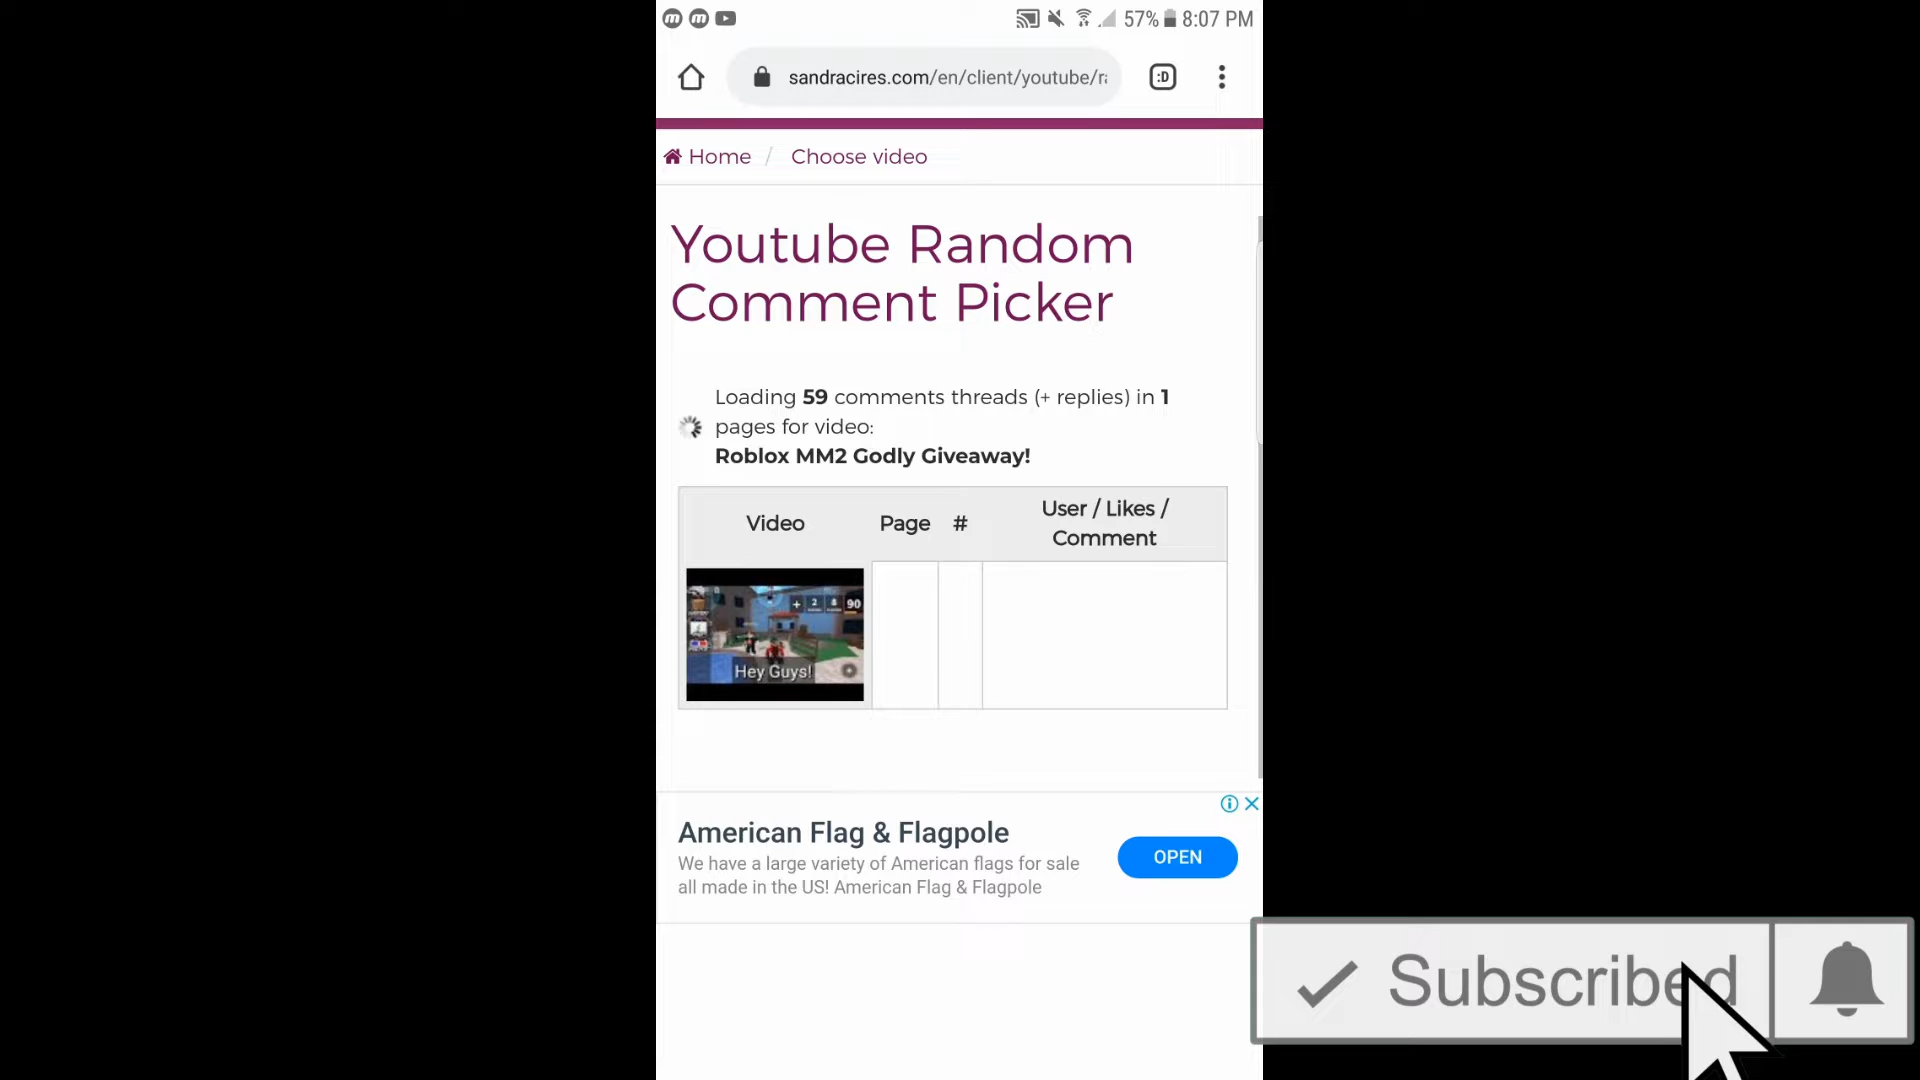 57% 8:07 PM
sandracires.com/en/client/youtube/ra
:D
Home / Choose video
Youtube Random
Comment Picker
Loading 59 comments threads (+ replies) in 1
pages for video:
Roblox MM2 Godly Giveaway!
Video Page # User / Likes /
Comment
+ 2 8 90
Hey Guys!
American Flag & Flagpole
We have a large variety of American flags for sale
all made in the US! American Flag & Flagpole
OPEN
Subscribed